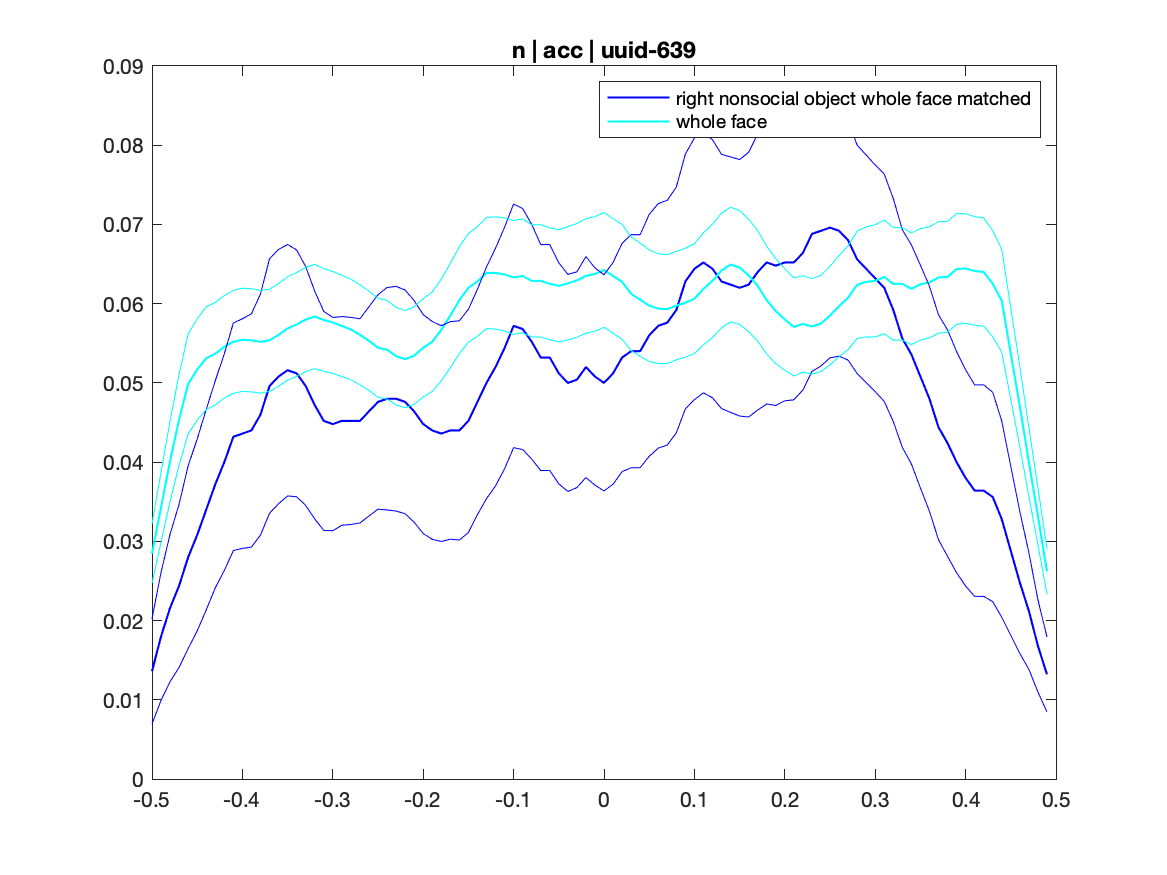 n | acc | uuid-639
0.09
0.08
0.07
0.06
0.05
0.04
0.03
0.02
0.01
0
right nonsocial object whole face matched
whole face
-0.5 -0.4 -0.3 -0.2 -0.1 0 0.1 0.2 0.3 0.4 0.5